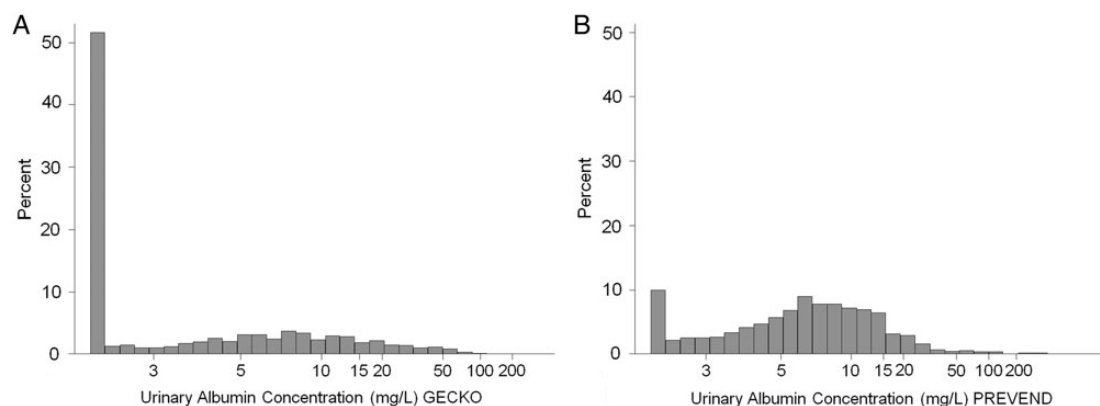 A
50
40
30
20
10
0
Percent
3 5 10 15 20 50 100 200
Urinary Albumin Concentration (mg/L) GECKO
B
50
40
30
20
10
0
Percent
3 5 10 15 20 50 100 200
Urinary Albumin Concentration (mg/L) PREVEND